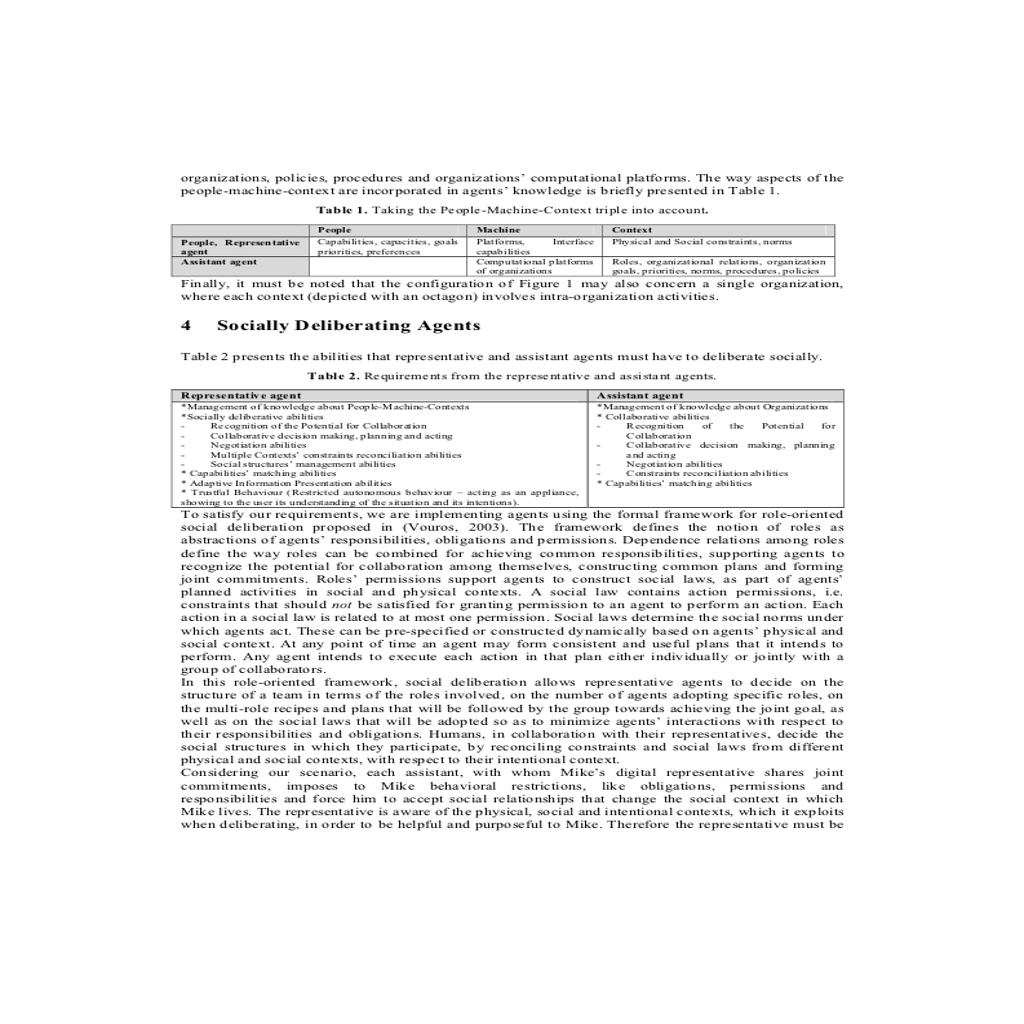 organizations, policies, procedures and organizations' computational platforms. The way aspects of the
people-machine-context are incorporated in agents' knowledge is briefly presented in Table 1.
Table 1. Taking the People-Machine-Context triple into account.
People Machine Context
People, Representative agent Capabilities, capacities, goals priorities, preferences Platforms, Interface capabilities Physical and Social constraints, norms
Assistant agent Computational platforms of organizations Roles, organizational relations, organization goals, priorities, norms, procedures, policies
Finally, it must be noted that the configuration of Figure 1 may also concern a single organization,
where each context (depicted with an octagon) involves intra-organization activities.
4 Socially Deliberating Agents
Table 2 presents the abilities that representative and assistant agents must have to deliberate socially.
Table 2. Requirements from the representative and assistant agents.
Representative agent
*Management of knowledge about People-Machine-Contexts
*Socially deliberative abilities
- Recognition of the Potential for Collaboration
- Collaborative decision making, planning and acting
- Negotiation abilities
- Multiple Contexts' constraints reconciliation abilities
- Social structures' management abilities
* Capabilities' matching abilities
* Adaptive Information Presentation abilities
* Trustful Behaviour (Restricted autonomous behaviour – acting as an appliance,
showing to the user its understanding of the situation and its intentions).
Assistant agent
*Management of knowledge about Organizations
* Collaborative abilities
- Recognition of the Potential for
Collaboration
- Collaborative decision making, planning
and acting
- Negotiation abilities
- Constraints reconciliation abilities
* Capabilities' matching abilities
To satisfy our requirements, we are implementing agents using the formal framework for role-oriented
social deliberation proposed in (Vouros, 2003). The framework defines the notion of roles as
abstractions of agents' responsibilities, obligations and permissions. Dependence relations among roles
define the way roles can be combined for achieving common responsibilities, supporting agents to
recognize the potential for collaboration among themselves, constructing common plans and forming
joint commitments. Roles' permissions support agents to construct social laws, as part of agents'
planned activities in social and physical contexts. A social law contains action permissions, i.e.
constraints that should not be satisfied for granting permission to an agent to perform an action. Each
action in a social law is related to at most one permission. Social laws determine the social norms under
which agents act. These can be pre-specified or constructed dynamically based on agents' physical and
social context. At any point of time an agent may form consistent and useful plans that it intends to
perform. Any agent intends to execute each action in that plan either individually or jointly with a
group of collaborators.
In this role-oriented framework, social deliberation allows representative agents to decide on the
structure of a team in terms of the roles involved, on the number of agents adopting specific roles, on
the multi-role recipes and plans that will be followed by the group towards achieving the joint goal, as
well as on the social laws that will be adopted so as to minimize agents' interactions with respect to
their responsibilities and obligations. Humans, in collaboration with their representatives, decide the
social structures in which they participate, by reconciling constraints and social laws from different
physical and social contexts, with respect to their intentional context.
Considering our scenario, each assistant, with whom Mike's digital representative shares joint
commitments, imposes to Mike behavioral restrictions, like obligations, permissions and
responsibilities and force him to accept social relationships that change the social context in which
Mike lives. The representative is aware of the physical, social and intentional contexts, which it exploits
when deliberating, in order to be helpful and purposeful to Mike. Therefore the representative must be